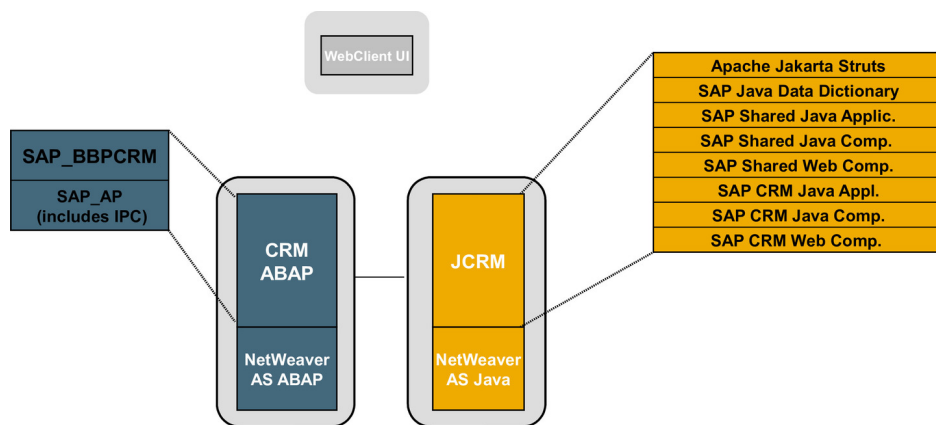 WebClient UI
Apache Jakarta Struts
SAP Java Data Dictionary
SAP Shared Java Applic.
SAP Shared Java Comp.
SAP Shared Web Comp.
SAP CRM Java Appl.
SAP CRM Java Comp.
SAP CRM Web Comp.
SAP_BBPCRM
SAP_AP
(includes IPC)
CRM
ABAP
JCRM
NetWeaver
AS ABAP
NetWeaver
AS Java